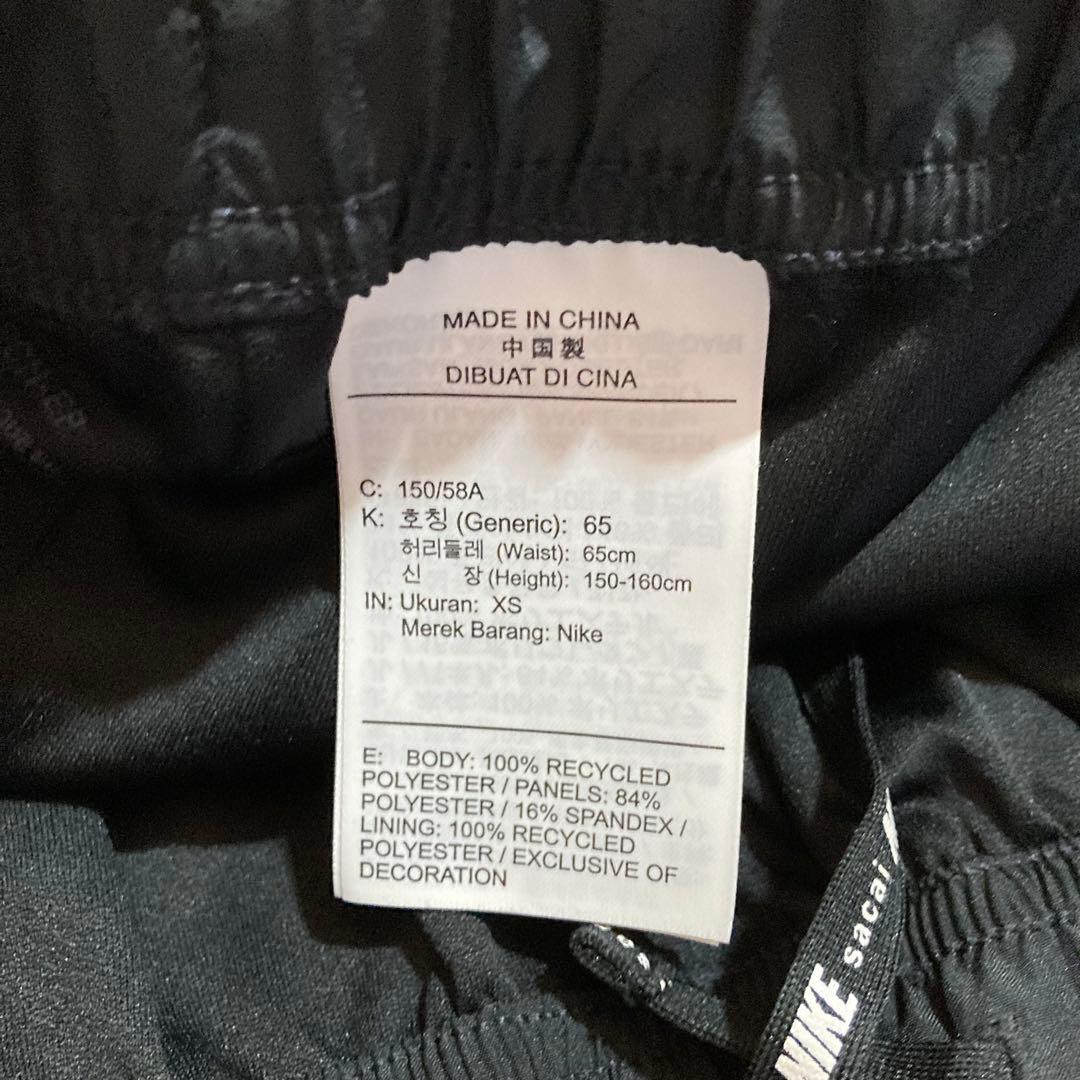 MADE IN CHINA
中国製
DIBUAT DI CINA
C: 150/58A
K: 호칭 (Generic): 65
허리둘레 (Waist): 65cm
신 장 (Height): 150-160cm
IN: Ukuran: XS
Merek Barang: Nike
E: BODY: 100% RECYCLED
POLYESTER / PANELS: 84%
POLYESTER / 16% SPANDEX /
LINING: 100% RECYCLED
POLYESTER / EXCLUSIVE OF
DECORATION
NIKE sacai